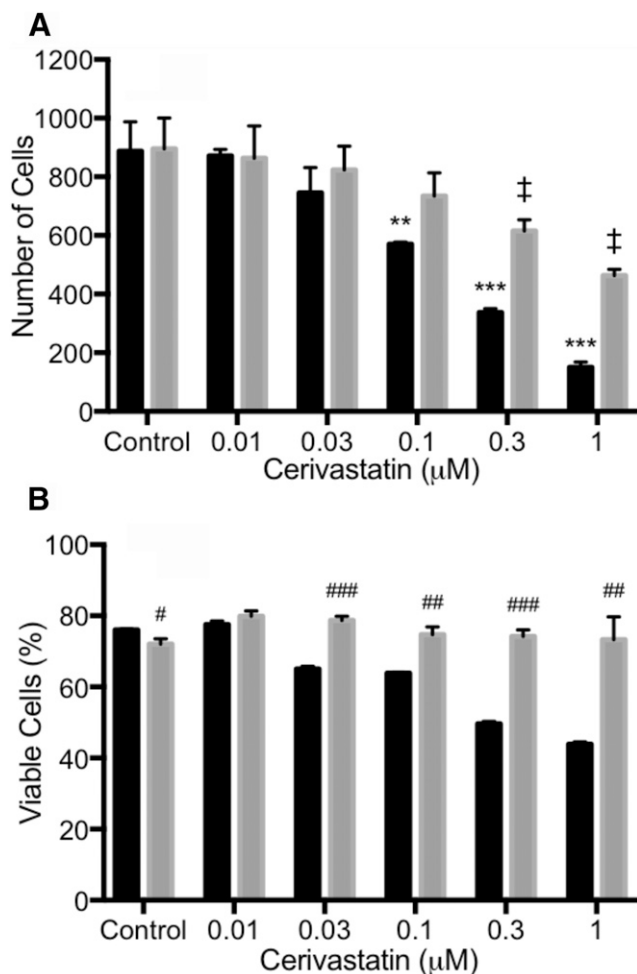 A
1200
1000
800
600
400
200
0
Number of Cells
**
***
‡
***
‡
Control 0.01 0.03 0.1 0.3 1
Cerivastatin (μM)
B
100
80
60
40
20
0
Viable Cells (%)
#
###
##
###
##
Control 0.01 0.03 0.1 0.3 1
Cerivastatin (μM)